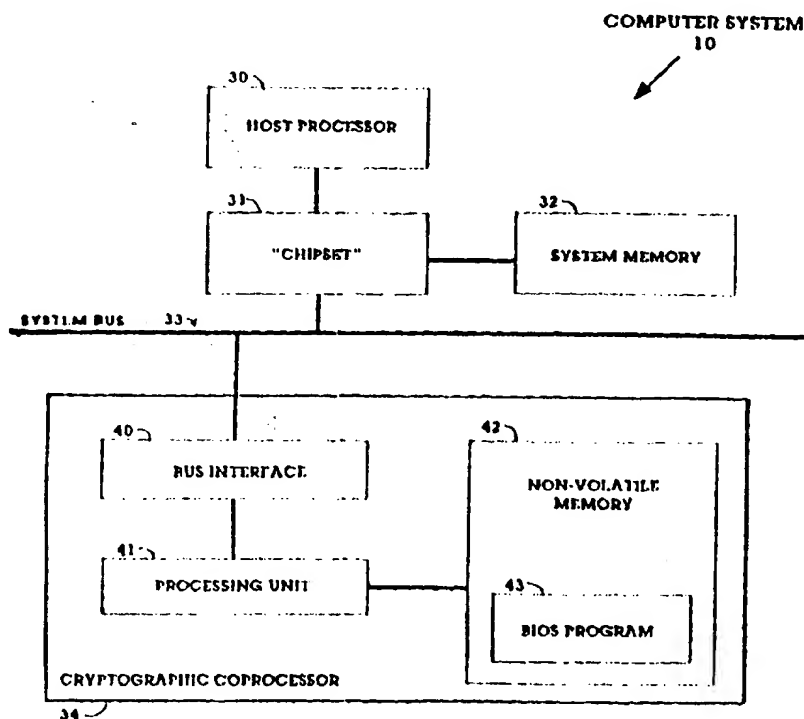 COMPUTER SYSTEM
10
30
HOST PROCESSOR
31
"CHIPSET"
32
SYSTEM MEMORY
SYSTEM BUS 33
40
BUS INTERFACE
42
NON-VOLATILE
MEMORY
41
PROCESSING UNIT
43
BIOS PROGRAM
CRYPTOGRAPHIC COPROCESSOR
34